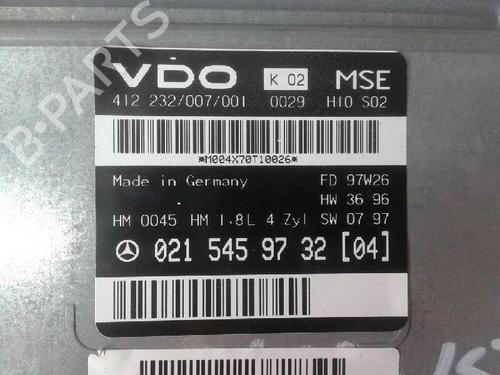 VDO K 02 MSE
412 232/007/001 0029 H10 S02
*M004X70T10026*
Made in Germany FD 97W26
HW 36 96
HM 0045 HM 1.8L 4 Zyl SW 07 97
021 545 97 32 [04]
B-PARTS